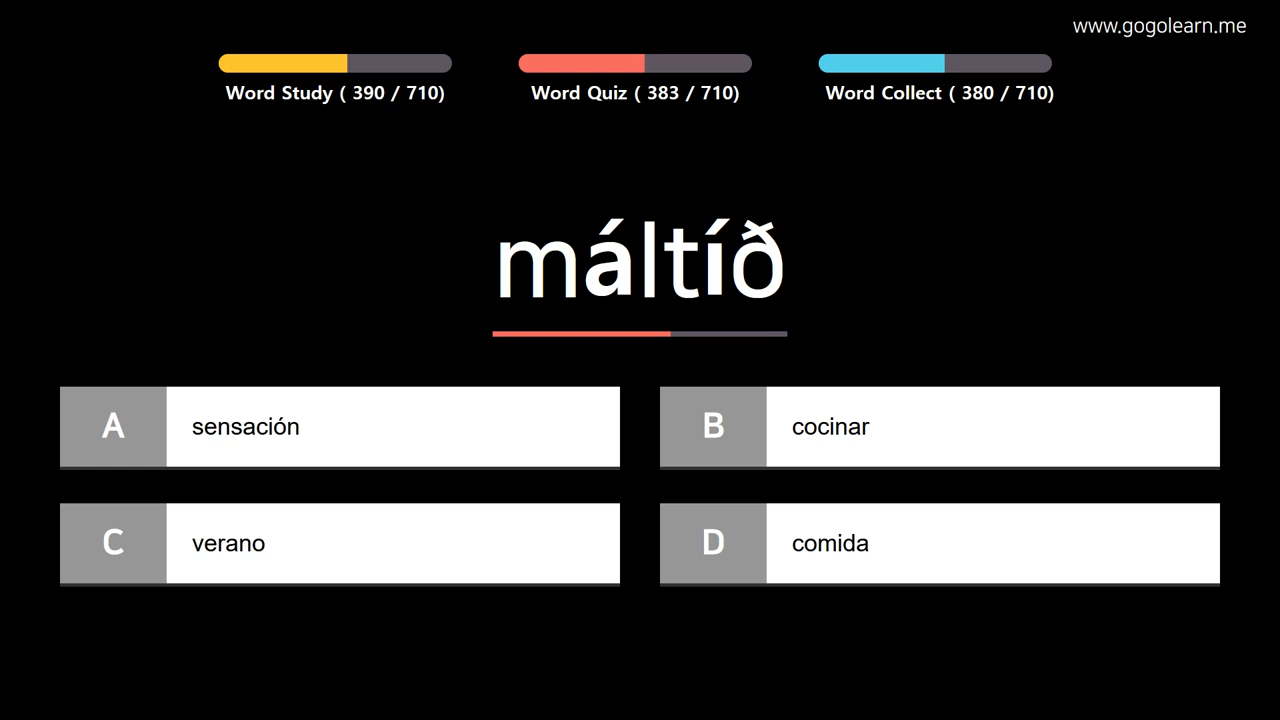 www.gogolearn.me
Word Study ( 390 / 710)
Word Quiz ( 383 / 710)
Word Collect ( 380 / 710)
máltíð
A
sensación
B
cocinar
C
verano
D
comida